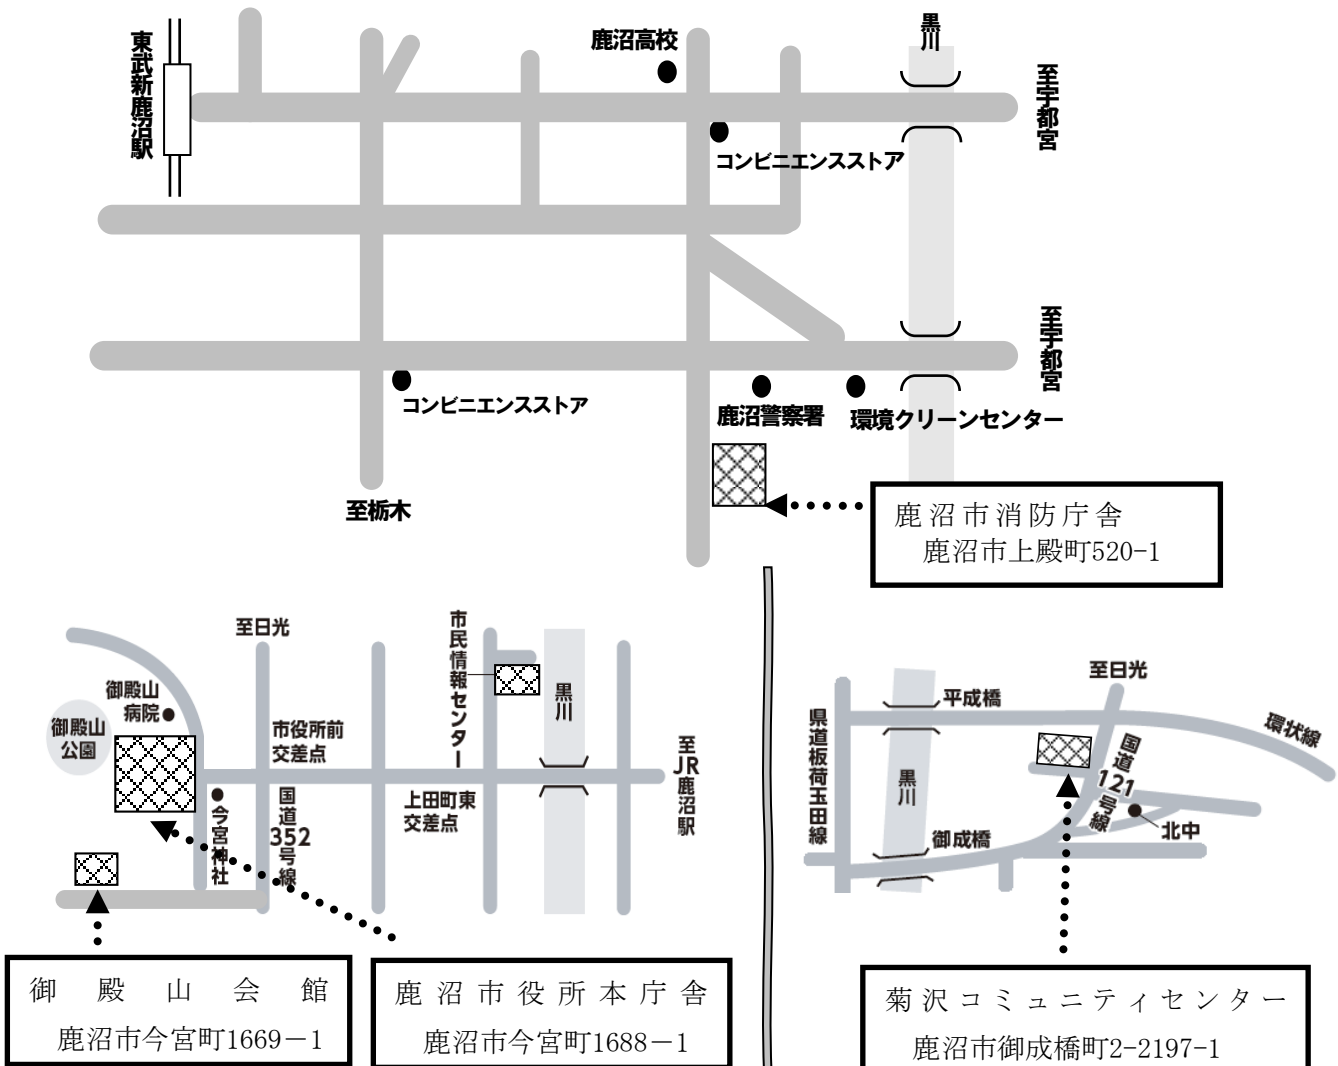 東武新鹿沼駅
鹿沼高校
黒川
至宇都宮
コンビニエンスストア
至宇都宮
コンビニエンスストア
鹿沼警察署
環境クリーンセンター
至栃木
鹿沼市消防庁舎
鹿沼市上殿町520-1
至日光
市民情報センター
御殿山
病院
御殿山
公園
市役所前
交差点
黒川
至JR鹿沼駅
今宮神社
国道352号線
上田町東
交差点
御殿山会館
鹿沼市今宮町1669－1
鹿沼市役所本庁舎
鹿沼市今宮町1688－1
至日光
平成橋
環状線
県道板荷玉田線
黒川
国道121号線
御成橋
北中
菊沢コミュニティセンター
鹿沼市御成橋町2-2197-1